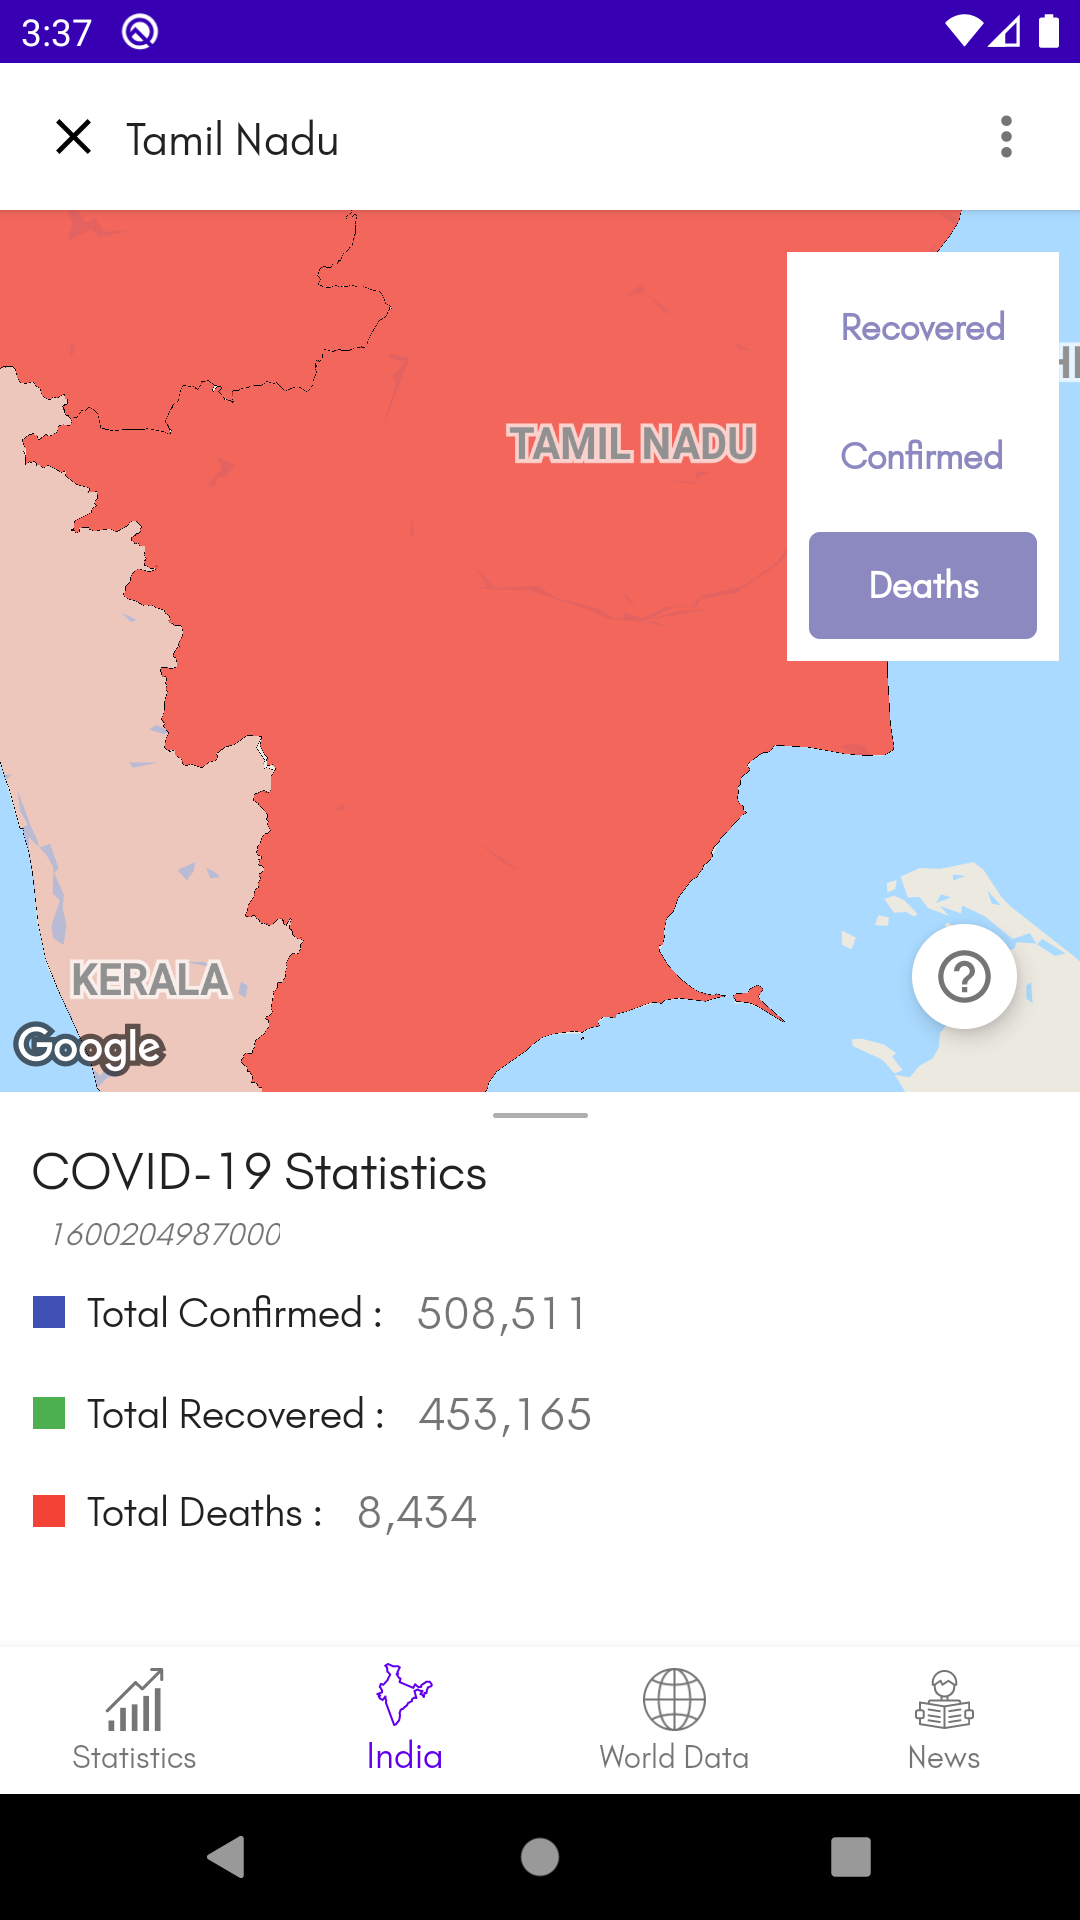 3:37
Tamil Nadu
Recovered
Confirmed
Deaths
TAMIL NADU
KERALA
Google
COVID-19 Statistics
1600204987000
Total Confirmed : 508,511
Total Recovered : 453,165
Total Deaths : 8,434
Statistics
India
World Data
News